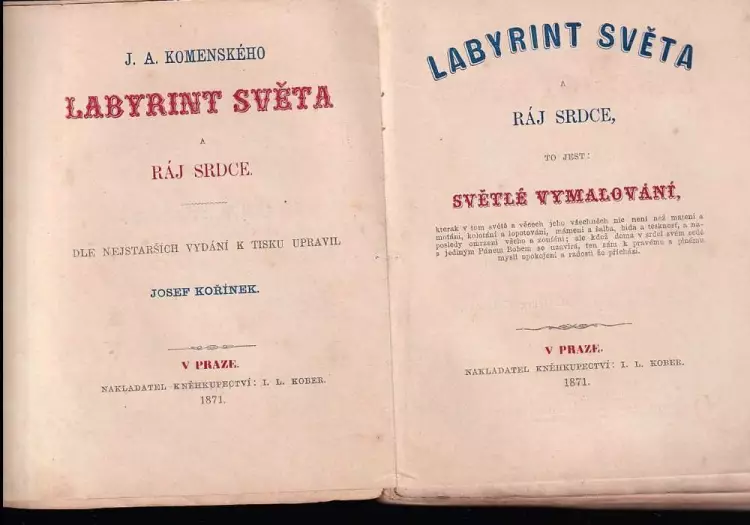 J. A. KOMENSKÉHO
LABYRINT SVĚTA
A
RÁJ SRDCE.
DLE NEJSTARŠÍCH VYDÁNÍ K TISKU UPRAVIL
JOSEF KOŘÍNEK.
V PRAZE.
NAKLADATEL KNĚHKUPECTVÍ: I. L. KOBER.
1871.
LABYRINT SVĚTA
A
RÁJ SRDCE,
TO JEST:
SVĚTLÉ VYMALOVÁNÍ,
kterak v tom světě a věcech jeho všechněch nic není než matení a
motání, kolotání a lopotování, mámení a šalba, bída a tesknost, a na-
posledy omrzení všeho a zoufání; ale kdož doma v srdci svém sedě
s jediným Pánem Bohem se uzavírá, ten sám k pravému a plnému
mysli upokojení a radosti že přichází.
V PRAZE.
NAKLADATEL KNĚHKUPECTVÍ: I. L. KOBER.
1871.